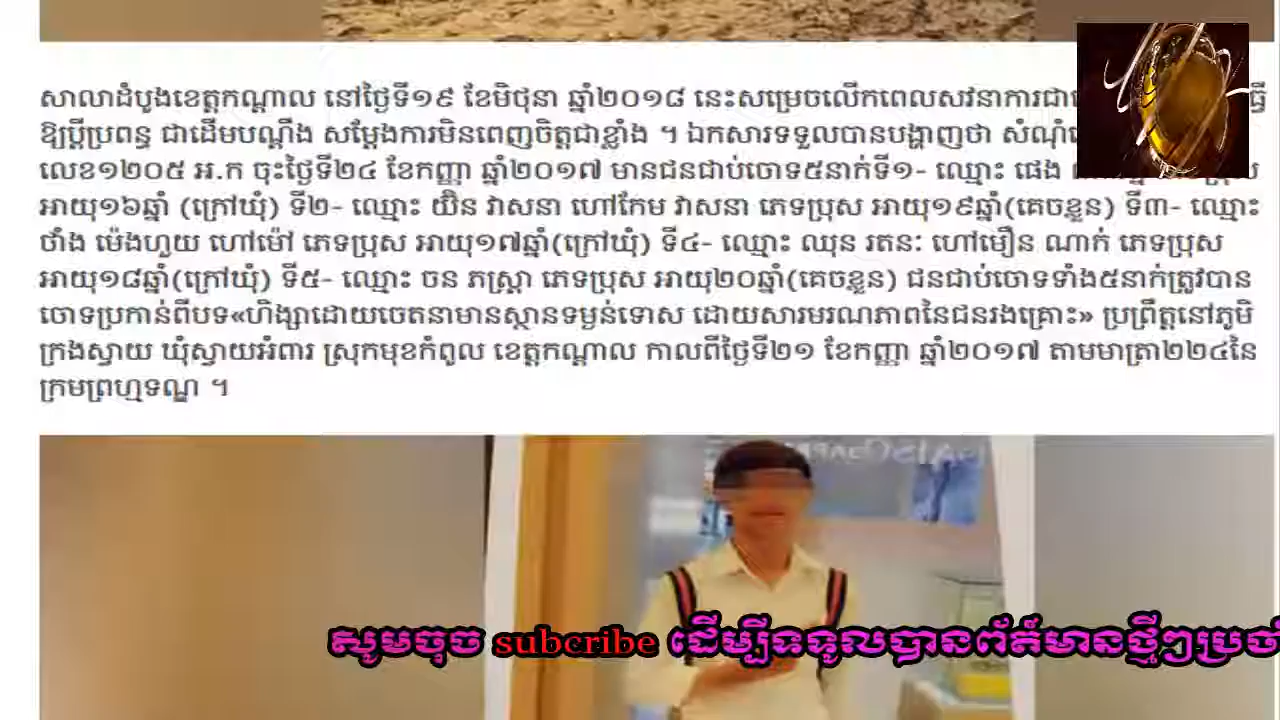 សាលាដំបូងខេត្តកណ្តាល នៅថ្ងៃទី១៩ ខែមិថុនា ឆ្នាំ២០១៨ នេះសម្រេចលើកពេលសវនាការជា
ឱ្យប្តីប្រពន្ធ ជាដើមបណ្តឹង សម្តែងការមិនពេញចិត្តជាខ្លាំង ។ ឯកសារទទួលបានបង្ហាញថា
លេខ១២០៥ អ.ក ចុះថ្ងៃទី២៤ ខែកញ្ញា ឆ្នាំ២០១៧ មានជនជាប់ចោទ៥នាក់ទី១- ឈ្មោះ ផេង
អាយុ១៦ឆ្នាំ (ក្រៅឃុំ) ទី២- ឈ្មោះ យិន វាសនា ហៅកែម វាសនា ភេទប្រុស អាយុ១៩ឆ្នាំ(គេចខ្លួន) ទី៣- ឈ្មោះ
ថាំង ម៉េងហួយ ហៅម៉ៅ ភេទប្រុស អាយុ១៧ឆ្នាំ(ក្រៅឃុំ) ទី៤- ឈ្មោះ ឈុន រតនៈ ហៅមឿន ណាក់ ភេទប្រុស
អាយុ១៨ឆ្នាំ(ក្រៅឃុំ) ទី៥- ឈ្មោះ ចន ភស្ត្រា ភេទប្រុស អាយុ២០ឆ្នាំ(គេចខ្លួន) ជនជាប់ចោទទាំង៥នាក់ត្រូវបាន
ចោទប្រកាន់ពីបទ«ហិង្សាដោយចេតនាមានស្ថានទម្ងន់ទោស ដោយសារមរណភាពនៃជនរងគ្រោះ» ប្រព្រឹត្តនៅភូមិ
ក្រងស្វាយ ឃុំស្វាយអំពារ ស្រុកមុខកំពូល ខេត្តកណ្តាល កាលពីថ្ងៃទី២១ ខែកញ្ញា ឆ្នាំ២០១៧ តាមមាត្រា២២៤នៃ
ក្រមព្រហ្មទណ្ឌ ។
សូមចុច subcribe ដើម្បីទទួលបានព័ត៍មានថ្មីៗប្រចាំ